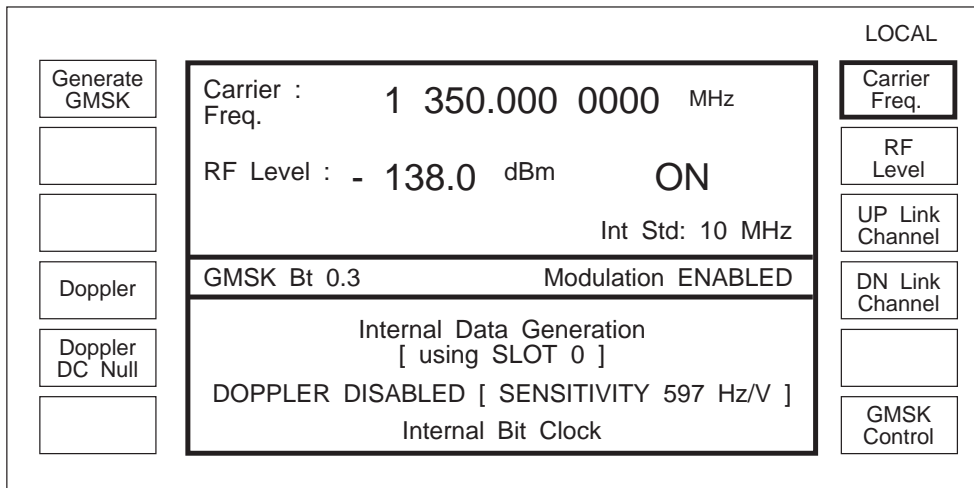 LOCAL
Generate
GMSK
Doppler
Doppler
DC Null
Carrier :
Freq.
1 350.000 0000 MHz
RF Level : - 138.0 dBm ON
Int Std: 10 MHz
GMSK Bt 0.3 Modulation ENABLED
Internal Data Generation
[ using SLOT 0 ]
DOPPLER DISABLED [ SENSITIVITY 597 Hz/V ]
Internal Bit Clock
Carrier
Freq.
RF
Level
UP Link
Channel
DN Link
Channel
GMSK
Control